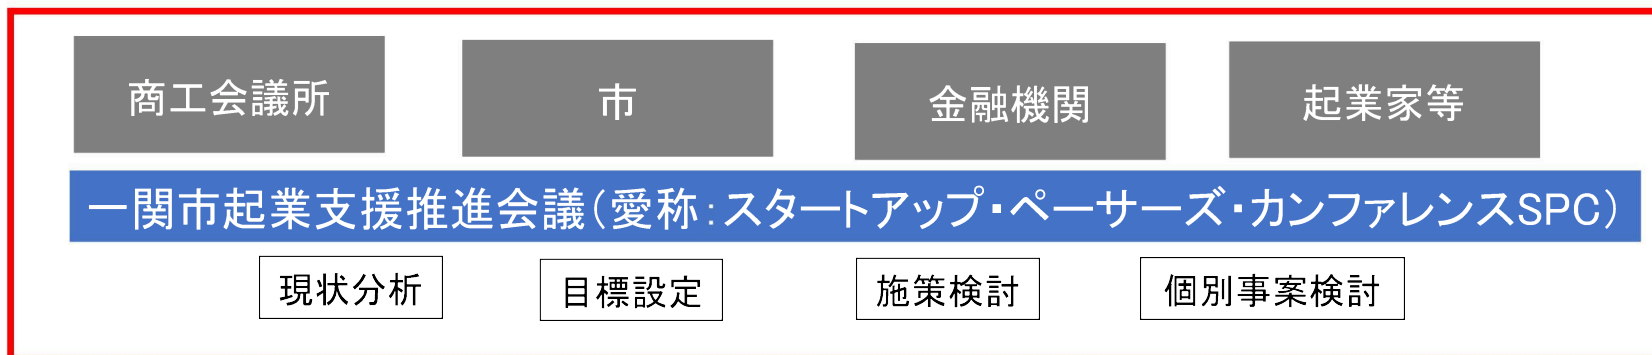 商工会議所
市
金融機関
起業家等
一関市起業支援推進会議(愛称:スタートアップ・ペーサーズ・カンファレンスSPC)
現状分析
目標設定
施策検討
個別事案検討